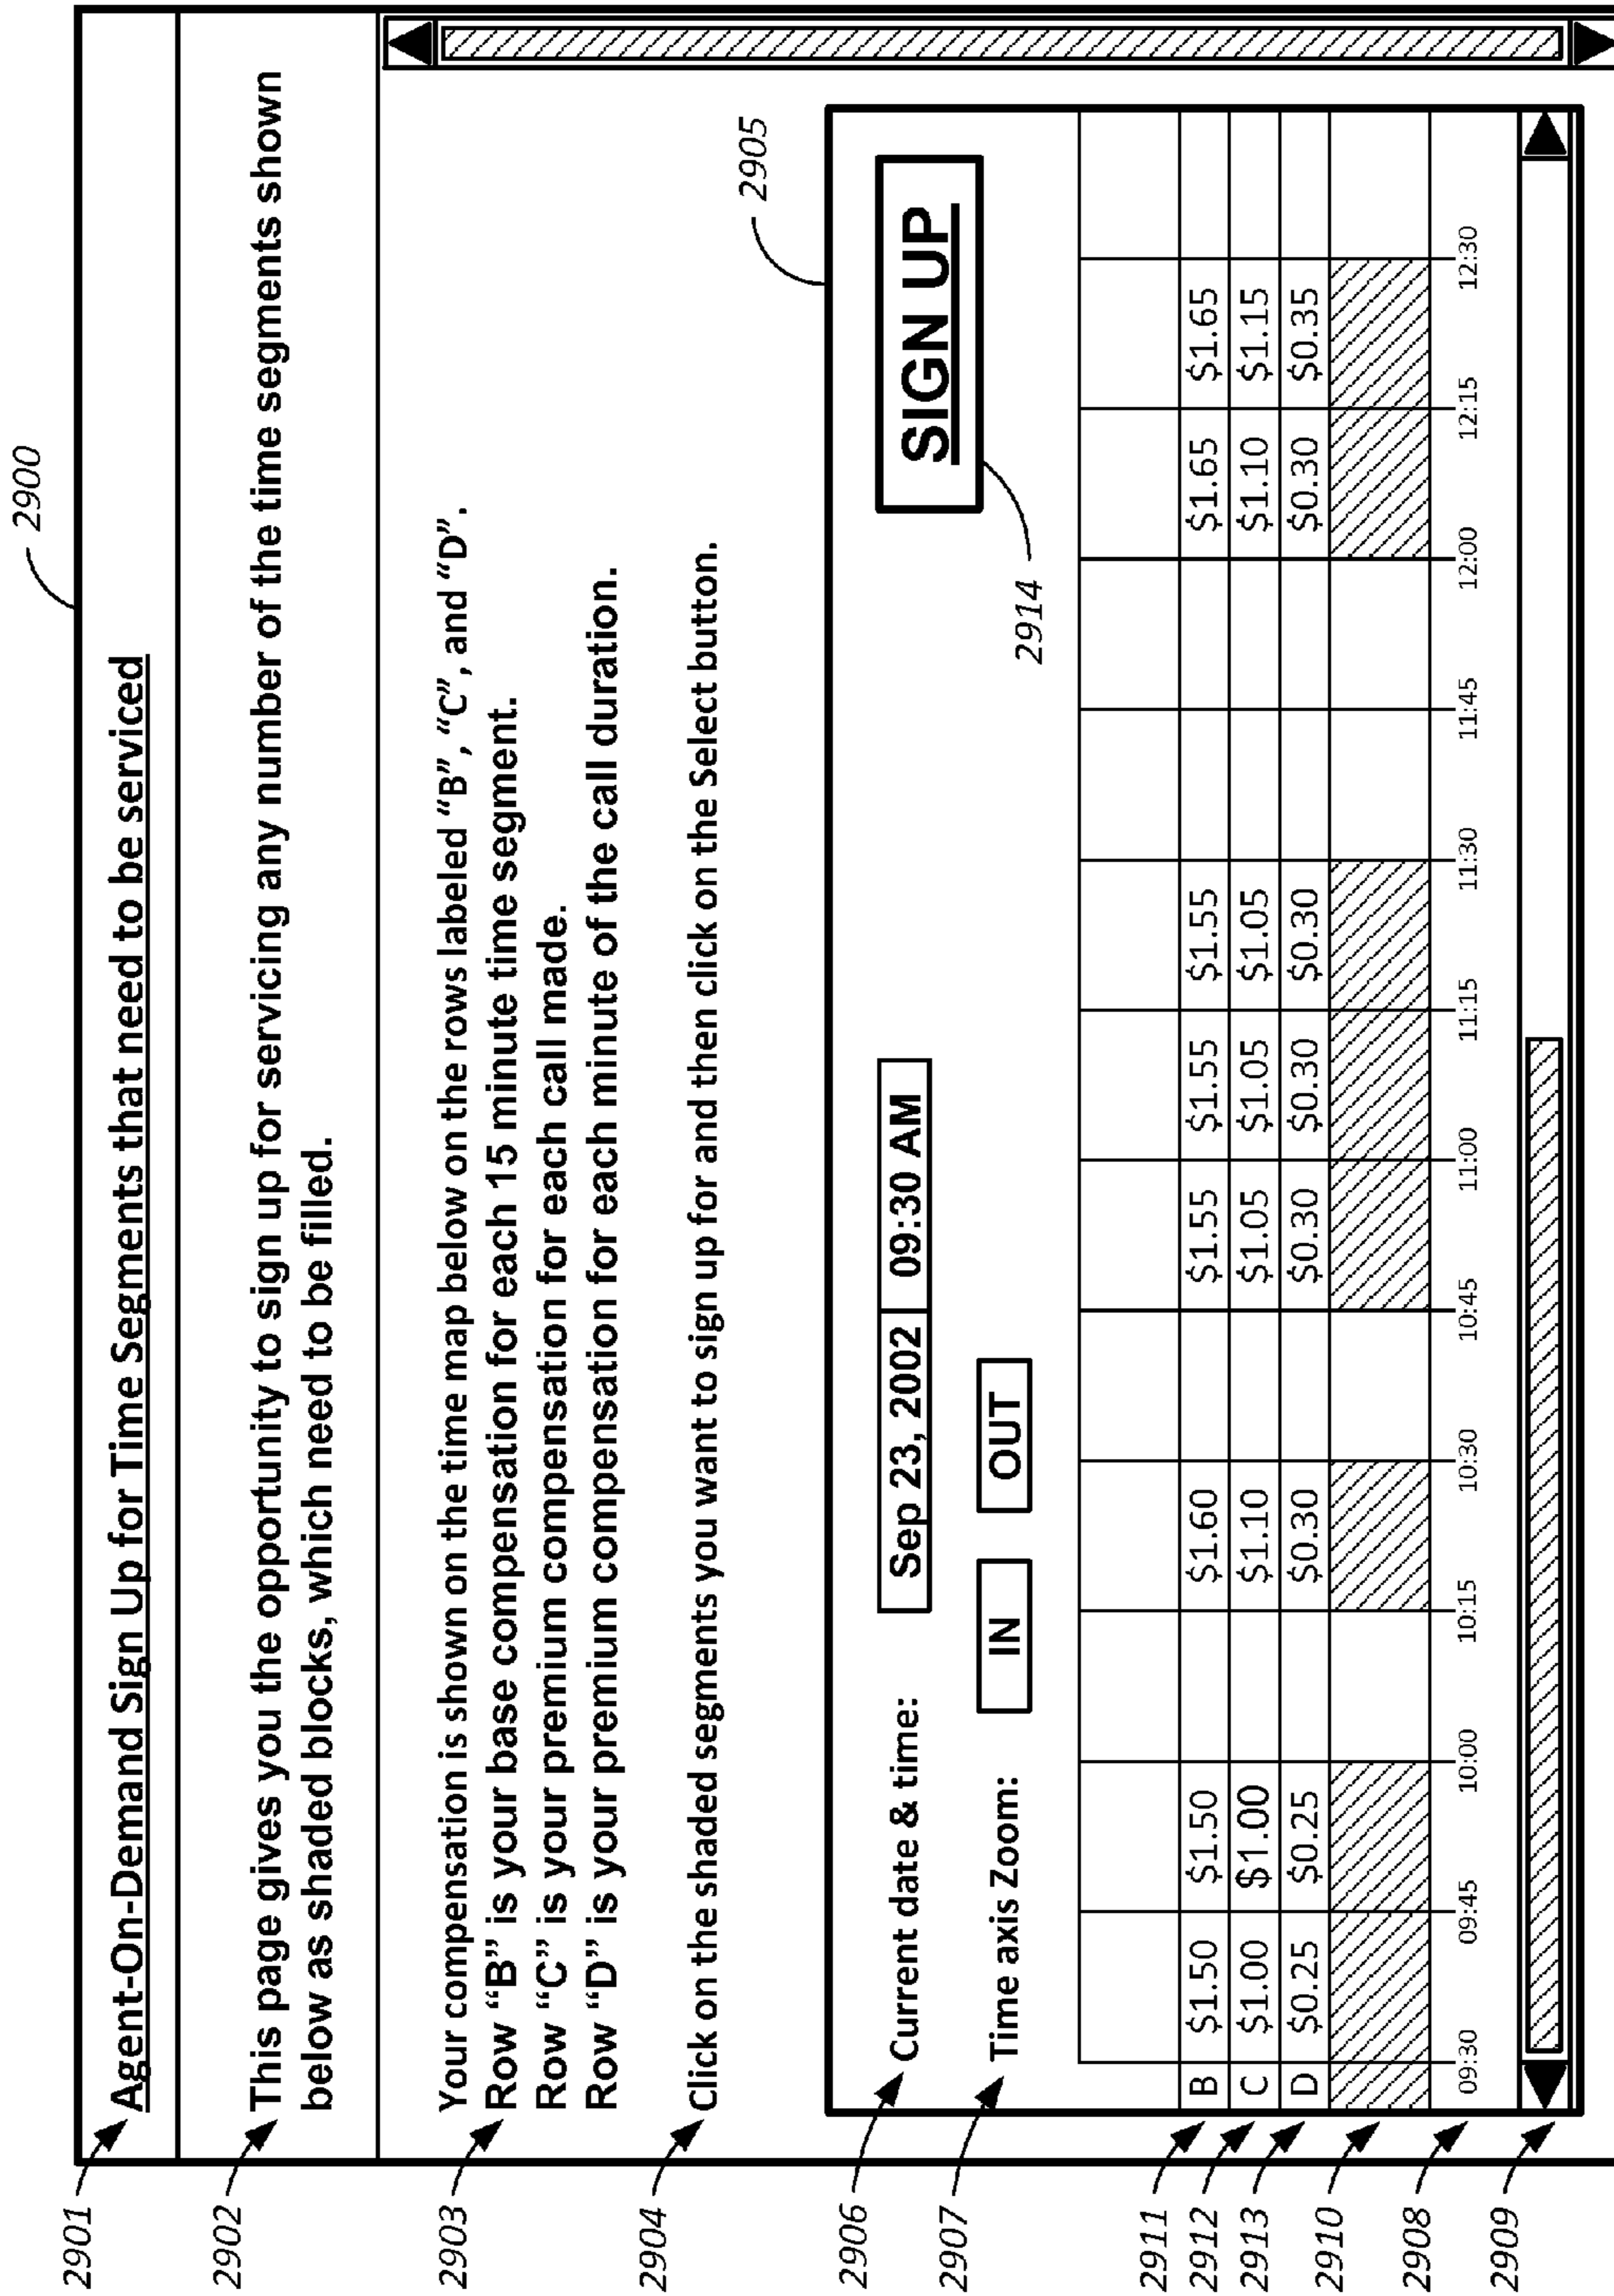 2900
2901
Agent-On-Demand Sign Up for Time Segments that need to be serviced
2902
This page gives you the opportunity to sign up for servicing any number of the time segments shown
below as shaded blocks, which need to be filled.
2903
Your compensation is shown on the time map below on the rows labeled “B”, “C”, and “D”.
Row “B” is your base compensation for each 15 minute time segment.
Row “C” is your premium compensation for each call made.
Row “D” is your premium compensation for each minute of the call duration.
2904
Click on the shaded segments you want to sign up for and then click on the Select button.
2905
2906
Current date & time: Sep 23, 2002 09:30 AM
SIGN UP
2907
Time axis Zoom: IN OUT
2914
2911 B $1.50 $1.50 $1.60 $1.55 $1.55 $1.55 $1.65 $1.65
2912 C $1.00 $1.00 $1.10 $1.05 $1.05 $1.05 $1.10 $1.15
2913 D $0.25 $0.25 $0.30 $0.30 $0.30 $0.30 $0.30 $0.35
2910
2908 09:30 09:45 10:00 10:15 10:30 10:45 11:00 11:15 11:30 11:45 12:00 12:15 12:30
2909